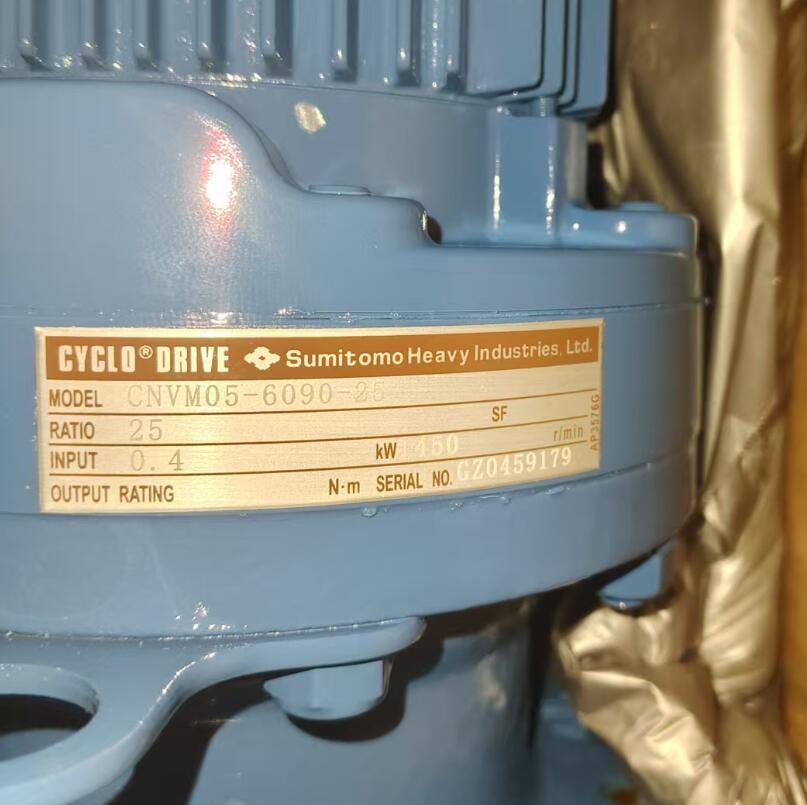 CYCLO® DRIVE Sumitomo Heavy Industries, Ltd.
MODEL CNVM05-6090-25
RATIO 25 SF
INPUT 0.4 kW 1450 r/min
OUTPUT RATING N·m SERIAL NO. GZ0459179
AP3576G